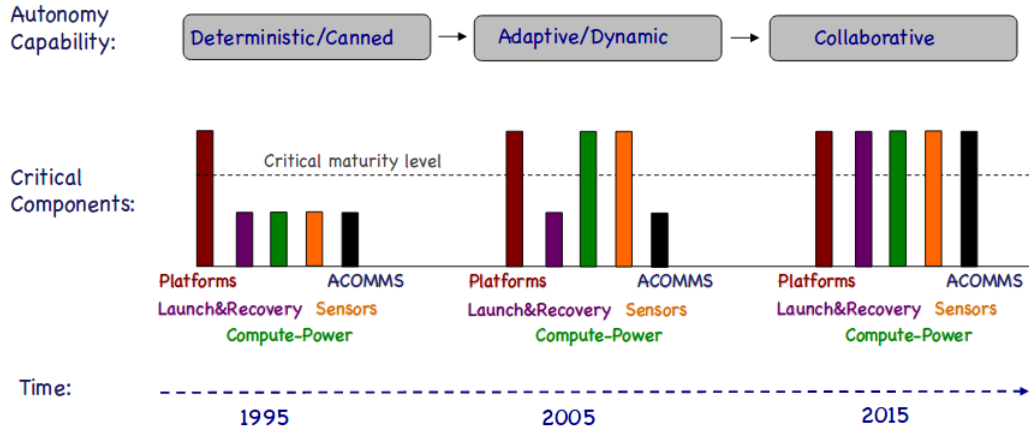 Autonomy
Capability:
Deterministic/Canned
Adaptive/Dynamic
Collaborative
Critical maturity level
Critical
Components:
Platforms ACOMMS
Launch&Recovery Sensors
Compute-Power
Platforms ACOMMS
Launch&Recovery Sensors
Compute-Power
Platforms ACOMMS
Launch&Recovery Sensors
Compute-Power
Time:
1995 2005 2015